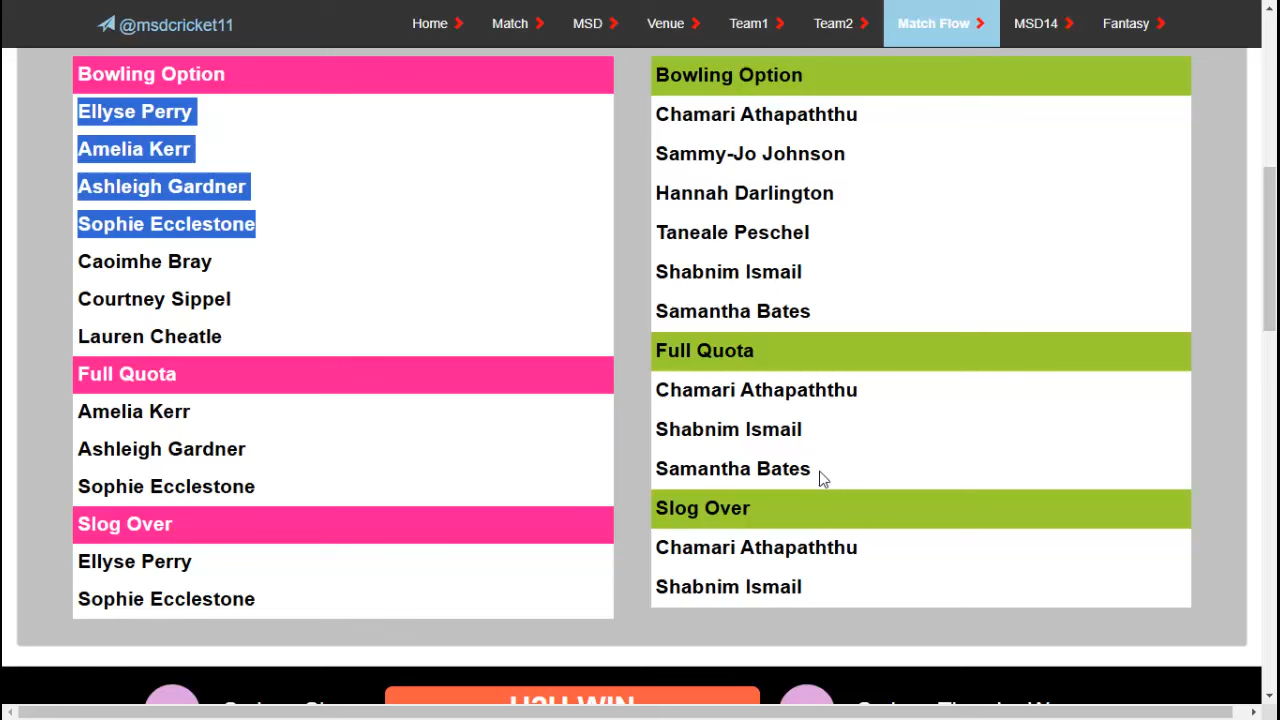 @msdcricket11
Home Match MSD Venue Team1 Team2 Match Flow MSD14 Fantasy
Bowling Option
Ellyse Perry
Amelia Kerr
Ashleigh Gardner
Sophie Ecclestone
Caoimhe Bray
Courtney Sippel
Lauren Cheatle
Full Quota
Amelia Kerr
Ashleigh Gardner
Sophie Ecclestone
Slog Over
Ellyse Perry
Sophie Ecclestone
Bowling Option
Chamari Athapaththu
Sammy-Jo Johnson
Hannah Darlington
Taneale Peschel
Shabnim Ismail
Samantha Bates
Full Quota
Chamari Athapaththu
Shabnim Ismail
Samantha Bates
Slog Over
Chamari Athapaththu
Shabnim Ismail
H2H WIN